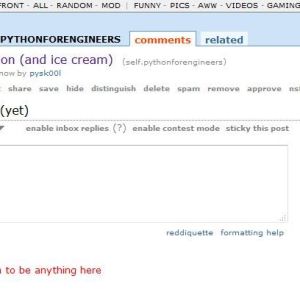 FRONT - ALL - RANDOM - MOD | FUNNY - PICS - AWW - VIDEOS - GAMING
PYTHONFORENGINEERS comments related
on (and ice cream) (self.pythonforengineers)
now by pysk00l
share save hide distinguish delete spam remove approve
(yet)
enable inbox replies (?) enable contest mode sticky this post
reddiquette formatting help
to be anything here